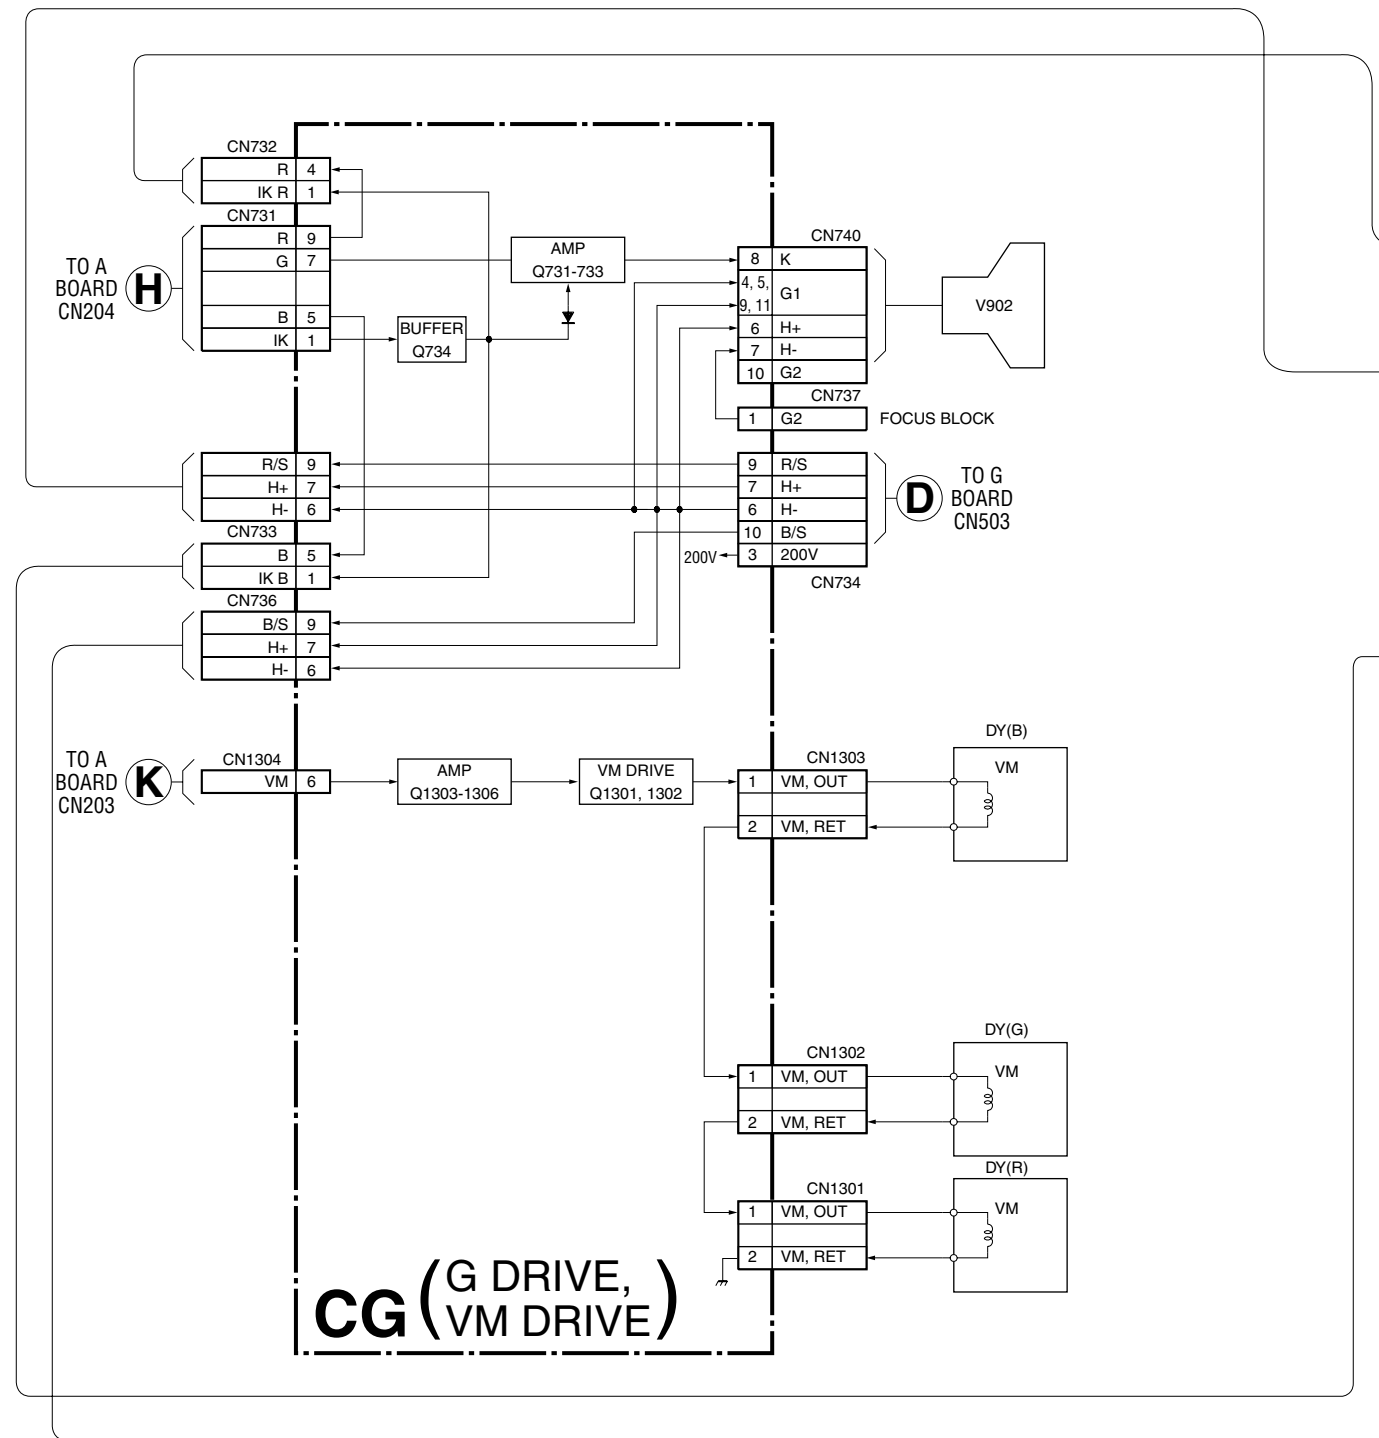 CN732
R 4
IK R 1
CN731
R 9
G 7
B 5
IK 1
TO A
BOARD
CN204
H
AMP
Q731-733
BUFFER
Q734
CN740
8 K
4, 5,
9, 11
G1
6 H+
7 H-
10 G2
V902
CN737
1 G2
FOCUS BLOCK
R/S 9
H+ 7
H- 6
CN733
B 5
IK B 1
CN736
B/S 9
H+ 7
H- 6
9 R/S
7 H+
6 H-
10 B/S
200V
3 200V
CN734
D
TO G
BOARD
CN503
TO A
BOARD
CN203
K
CN1304
VM 6
AMP
Q1303-1306
VM DRIVE
Q1301, 1302
CN1303
1 VM, OUT
2 VM, RET
DY(B)
VM
CN1302
1 VM, OUT
2 VM, RET
DY(G)
VM
CN1301
1 VM, OUT
2 VM, RET
DY(R)
VM
CG (G DRIVE,
VM DRIVE)